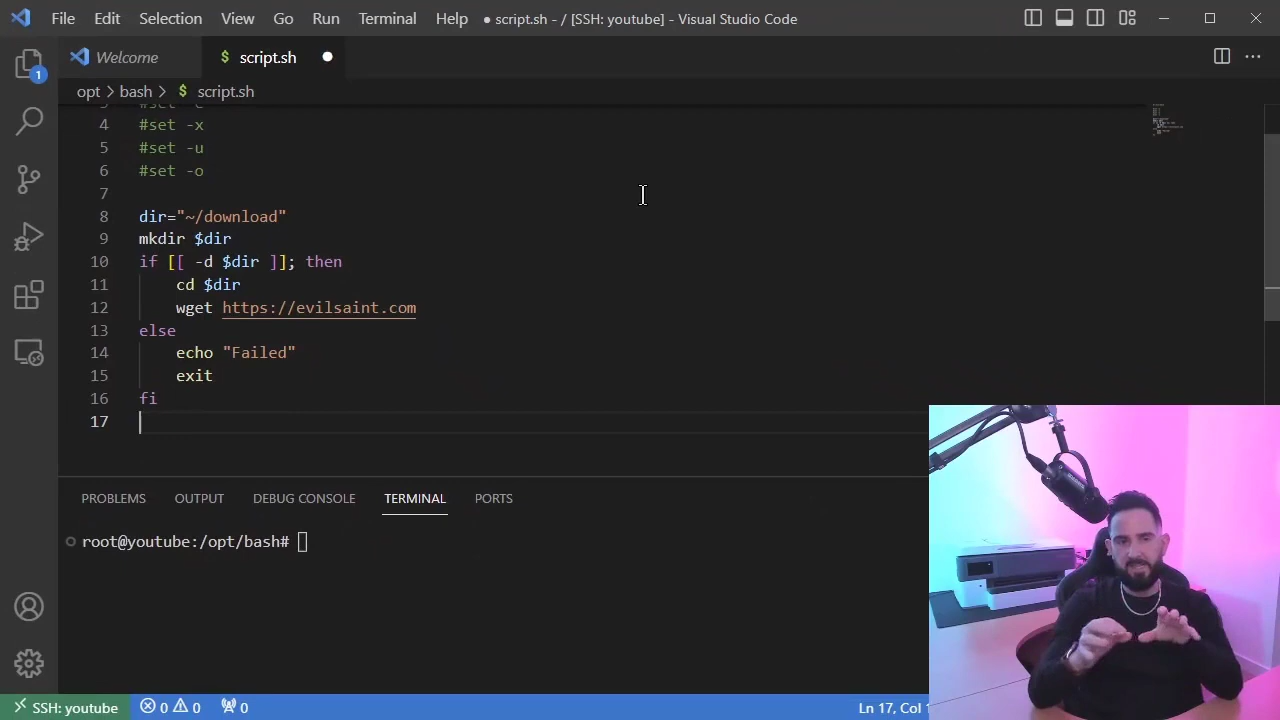 File Edit Selection View Go Run Terminal Help ● script.sh - / [SSH: youtube] - Visual Studio Code
Welcome $ script.sh
opt > bash > $ script.sh
1
4 #set -x
5 #set -u
6 #set -o
7
8 dir="~/download"
9 mkdir $dir
10 if [[ -d $dir ]]; then
11 cd $dir
12 wget https://evilsaint.com
13 else
14 echo "Failed"
15 exit
16 fi
17
PROBLEMS OUTPUT DEBUG CONSOLE TERMINAL PORTS
root@youtube:/opt/bash#
SSH: youtube 0 0 0 Ln 17, Col